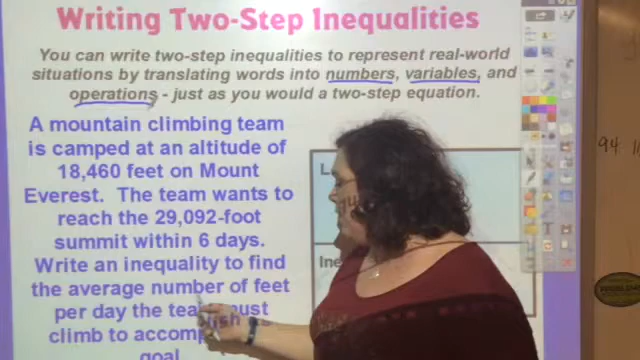 Writing Two-Step Inequalities
You can write two-step inequalities to represent real-world
situations by translating words into numbers, variables, and
operations - just as you would a two-step equation.
A mountain climbing team
is camped at an altitude of
18,460 feet on Mount
Everest. The team wants to
reach the 29,092-foot
summit within 6 days.
Write an inequality to find
the average number of feet
per day the team must
climb to
goal
94